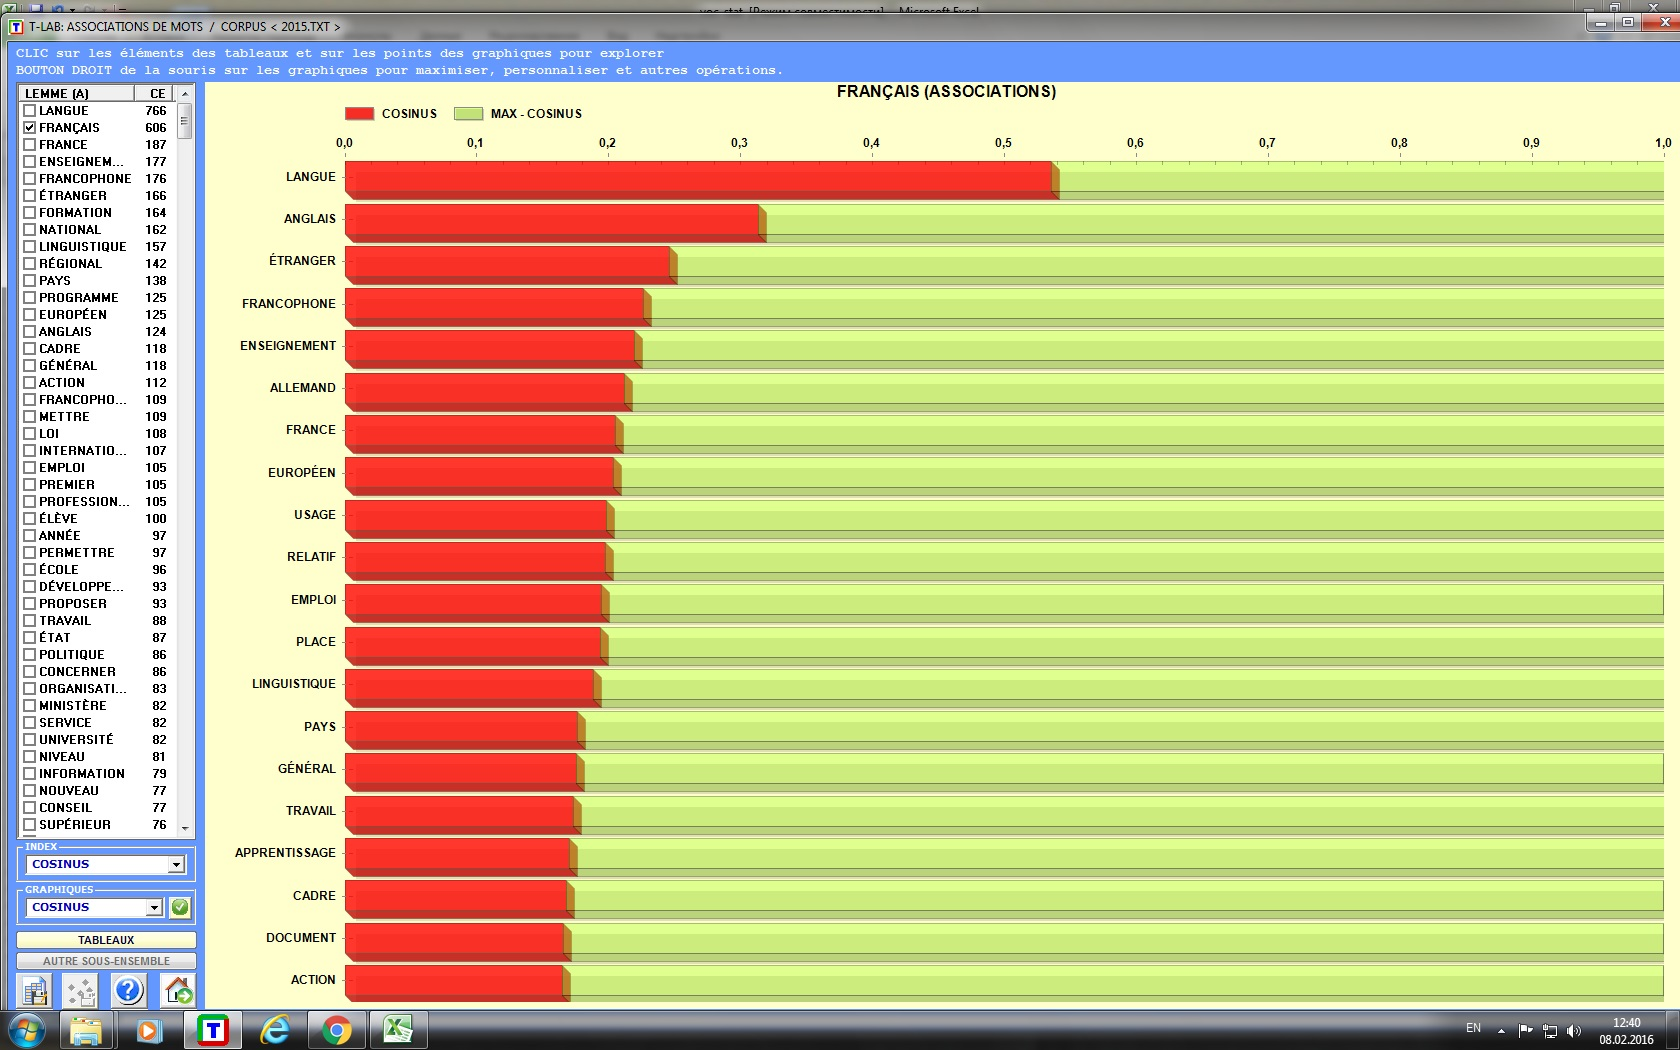 voc-stat [Режим совместимости] - Microsoft Excel
T-LAB: ASSOCIATIONS DE MOTS / CORPUS < 2015.TXT >
CLIC sur les éléments des tableaux et sur les points des graphiques pour explorer
BOUTON DROIT de la souris sur les graphiques pour maximiser, personnaliser et autres opérations.
LEMME (A) CE
LANGUE 766
FRANÇAIS 606
FRANCE 187
ENSEIGNEM... 177
FRANCOPHONE 176
ÉTRANGER 166
FORMATION 164
NATIONAL 162
LINGUISTIQUE 157
RÉGIONAL 142
PAYS 138
PROGRAMME 125
EUROPÉEN 125
ANGLAIS 124
CADRE 118
GÉNÉRAL 118
ACTION 112
FRANCOPHO... 109
METTRE 109
LOI 108
INTERNATIO... 107
EMPLOI 105
PREMIER 105
PROFESSION... 105
ÉLÈVE 100
ANNÉE 97
PERMETTRE 97
ÉCOLE 96
DÉVELOPPE... 93
PROPOSER 93
TRAVAIL 88
ÉTAT 87
POLITIQUE 86
CONCERNER 86
ORGANISATI... 83
MINISTÈRE 82
SERVICE 82
UNIVERSITÉ 82
NIVEAU 81
INFORMATION 79
NOUVEAU 77
CONSEIL 77
SUPÉRIEUR 76
INDEX
COSINUS
GRAPHIQUES
COSINUS
TABLEAUX
AUTRE SOUS-ENSEMBLE
FRANÇAIS (ASSOCIATIONS)
COSINUS MAX - COSINUS
0,0 0,1 0,2 0,3 0,4 0,5 0,6 0,7 0,8 0,9 1,0
LANGUE
ANGLAIS
ÉTRANGER
FRANCOPHONE
ENSEIGNEMENT
ALLEMAND
FRANCE
EUROPÉEN
USAGE
RELATIF
EMPLOI
PLACE
LINGUISTIQUE
PAYS
GÉNÉRAL
TRAVAIL
APPRENTISSAGE
CADRE
DOCUMENT
ACTION
EN
12:40
08.02.2016